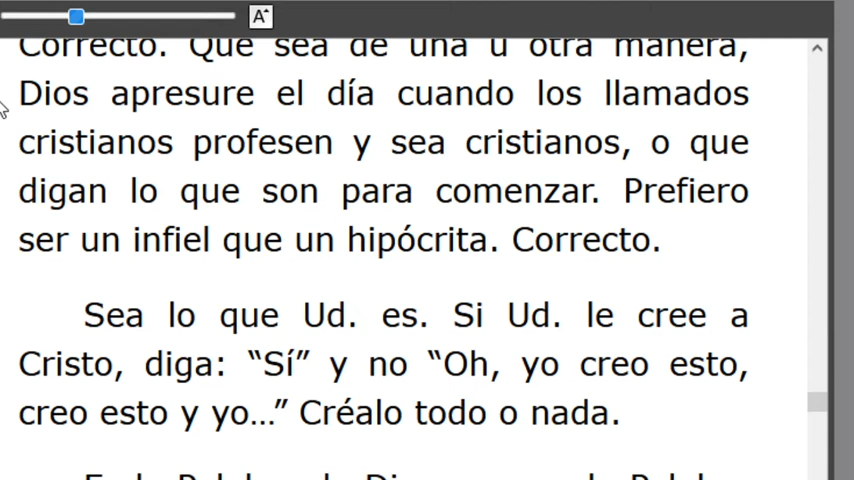 A
Correcto. Que sea de una u otra manera,
Dios apresure el día cuando los llamados
cristianos profesen y sea cristianos, o que
digan lo que son para comenzar. Prefiero
ser un infiel que un hipócrita. Correcto.
Sea lo que Ud. es. Si Ud. le cree a
Cristo, diga: “Sí” y no “Oh, yo creo esto,
creo esto y yo...” Créalo todo o nada.